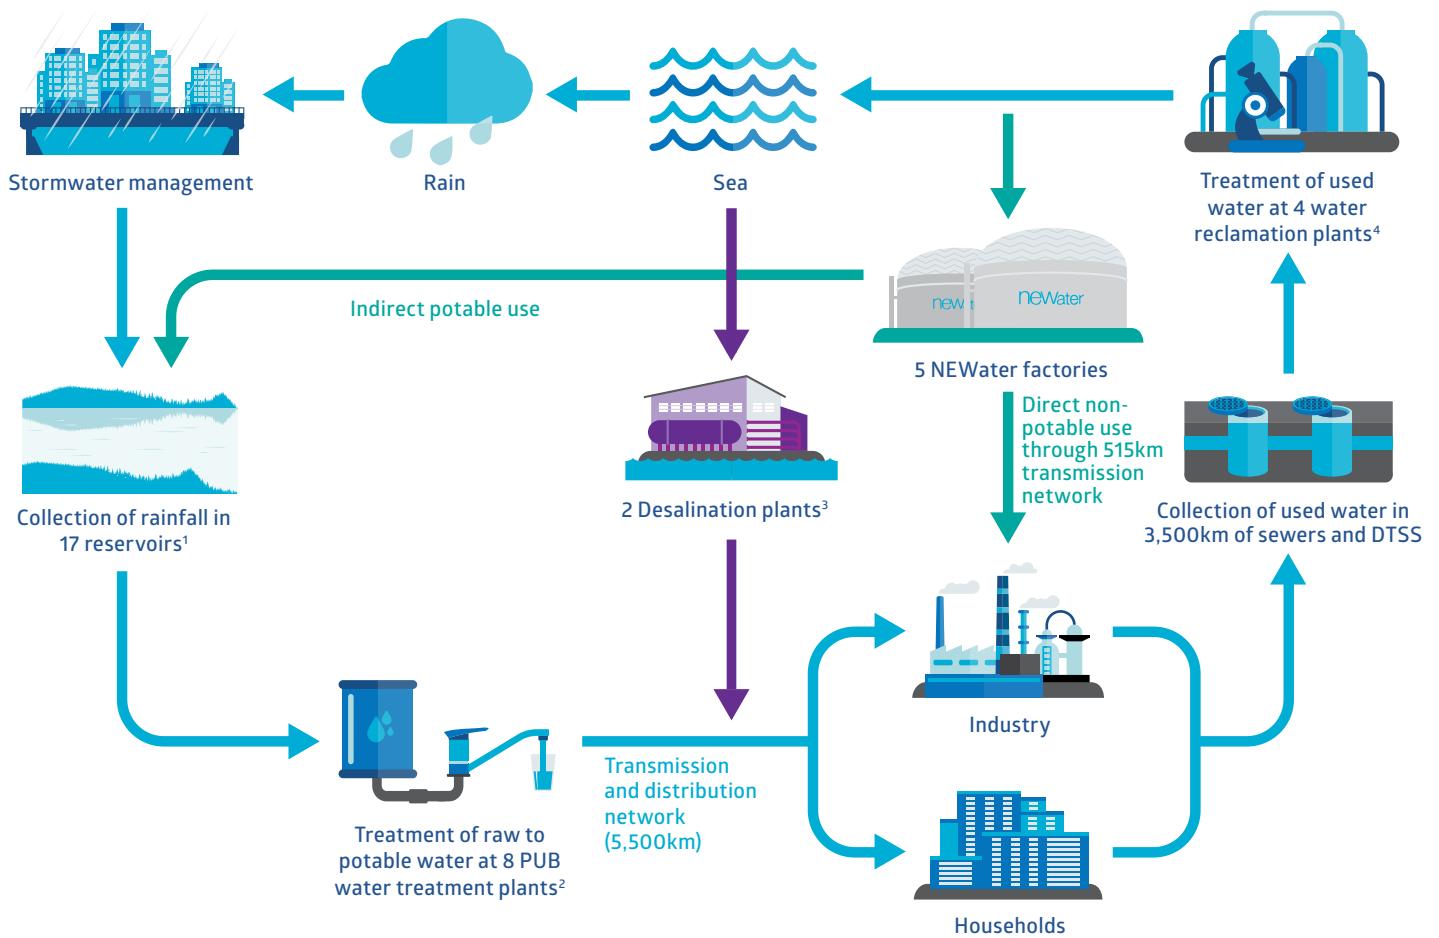 Stormwater management
Rain
Sea
Treatment of used
water at 4 water
reclamation plants⁴
Indirect potable use
newater
newater
5 NEWater factories
Direct non-
potable use
through 515km
transmission
network
2 Desalination plants³
Collection of used water in
3,500km of sewers and DTSS
Collection of rainfall in
17 reservoirs¹
Industry
Transmission
and distribution
network
(5,500km)
Treatment of raw to
potable water at 8 PUB
water treatment plants²
Households